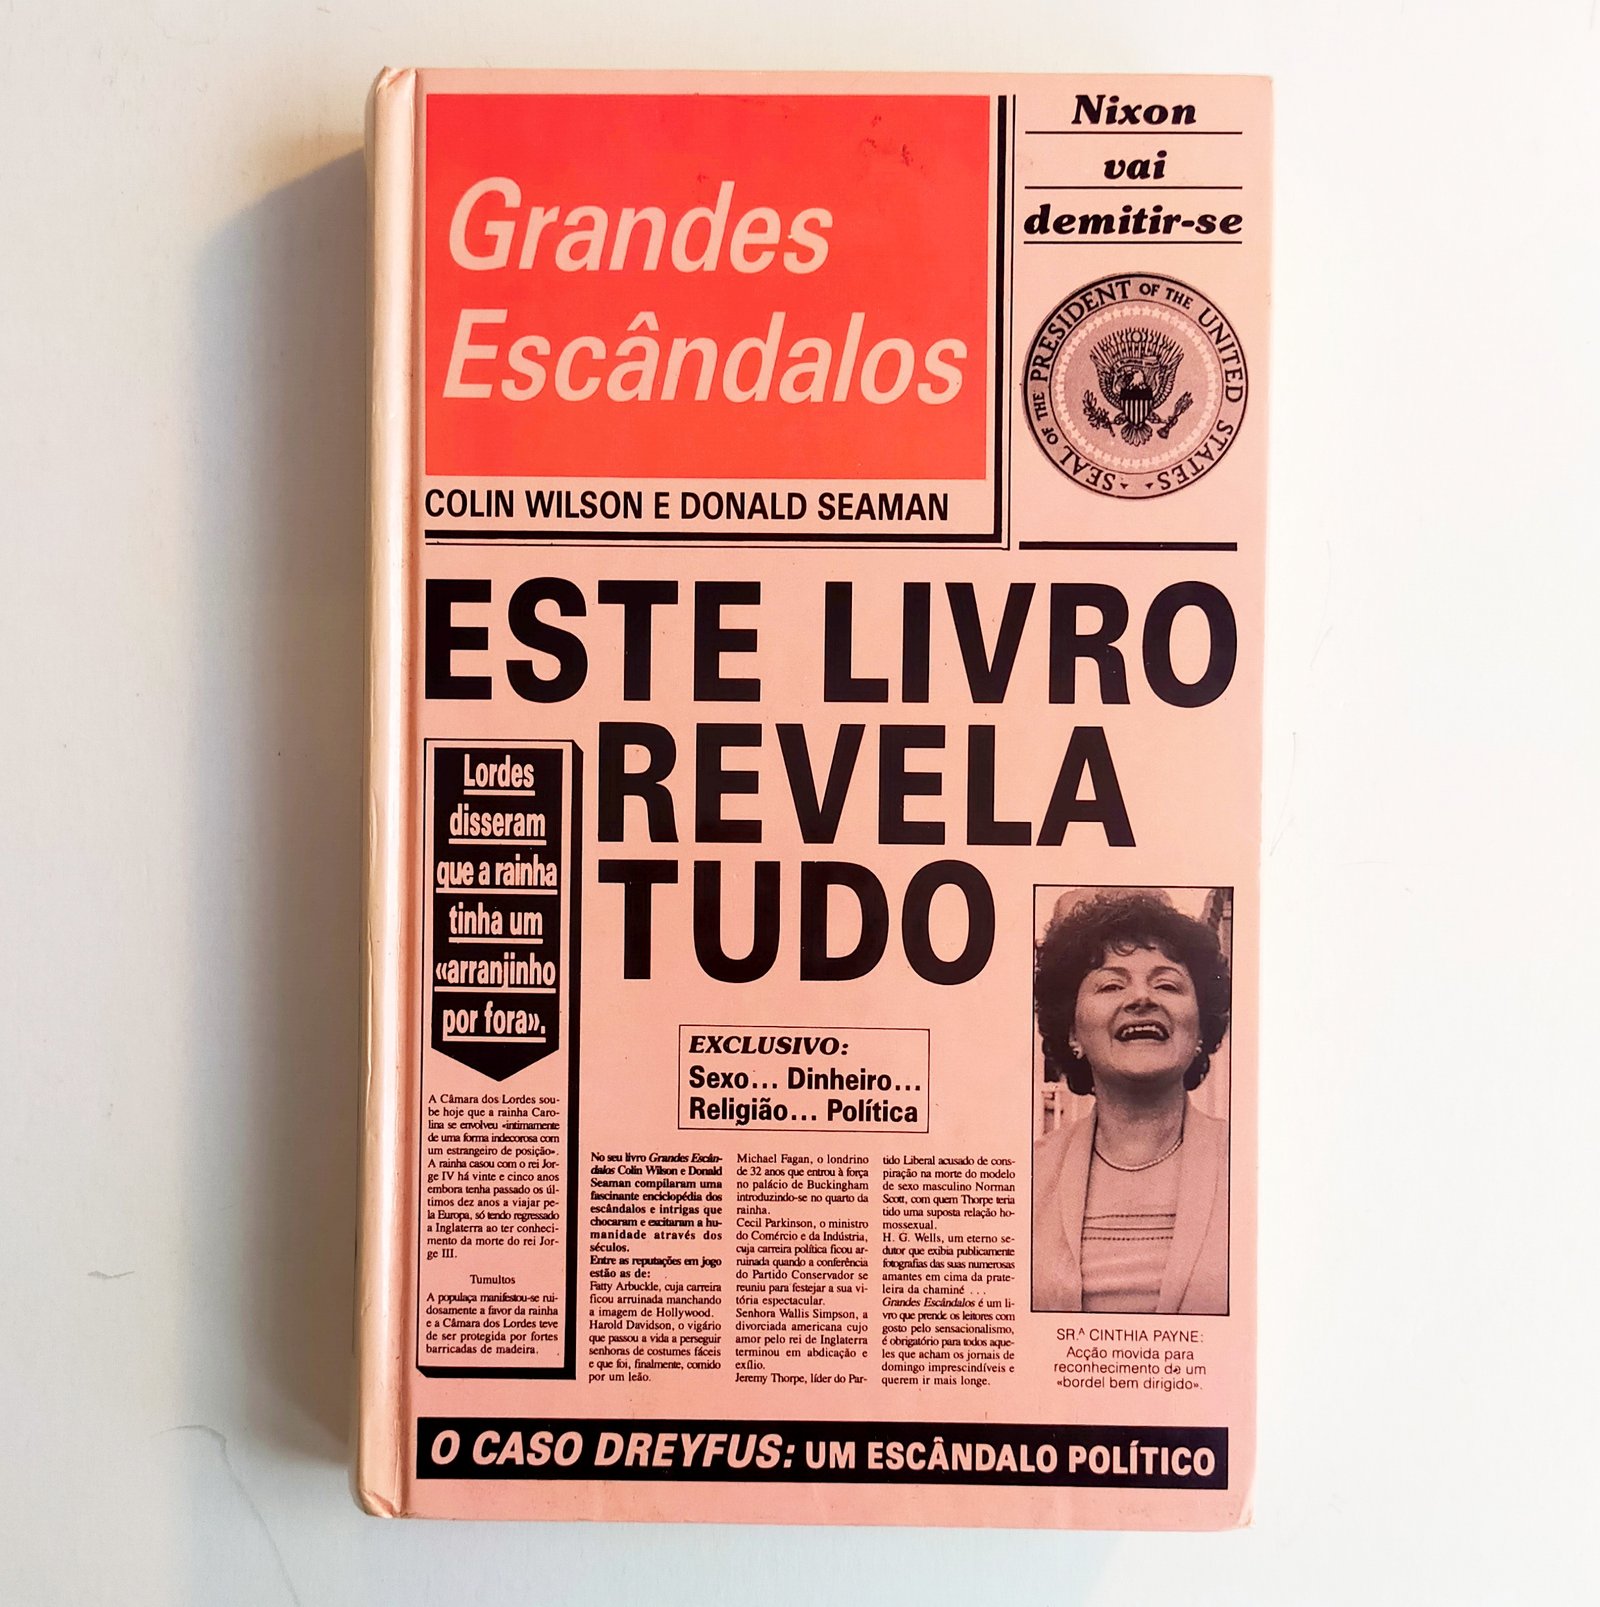 Grandes
Escândalos
COLIN WILSON E DONALD SEAMAN
Nixon
vai
demitir-se
SEAL OF THE PRESIDENT OF THE UNITED STATES
ESTE LIVRO
REVELA
TUDO
Lordes
disseram
que a rainha
tinha um
«arranjinho
por fora».
A Câmara dos Lordes sou-
be hoje que a rainha Caro-
lina se envolveu «intimamente
de uma forma indecorosa com
um estrangeiro de posição».
A rainha casou com o rei Jor-
ge IV há vinte e cinco anos
embora tenha passado os úl-
timos dez anos a viajar pe-
la Europa, só tendo regressado
a Inglaterra ao ter conheci-
mento da morte do rei Jor-
ge III.
Tumultos
A populaça manifestou-se rui-
dosamente a favor da rainha
e a Câmara dos Lordes teve
de ser protegida por fortes
barricadas de madeira.
EXCLUSIVO:
Sexo... Dinheiro...
Religião... Política
No seu livro Grandes Escân-
dalos Colin Wilson e Donald
Seaman compilaram uma
fascinante enciclopédia dos
escândalos e intrigas que
chocaram e excitaram a hu-
manidade através dos
séculos.
Entre as reputações em jogo
estão as de:
Fatty Arbuckle, cuja carreira
ficou arruinada manchando
a imagem de Hollywood.
Harold Davidson, o vigário
que passou a vida a perseguir
senhoras de costumes fáceis
e que foi, finalmente, comido
por um leão.
Michael Fagan, o londrino
de 32 anos que entrou à força
no palácio de Buckingham
introduzindo-se no quarto da
rainha.
Cecil Parkinson, o ministro
do Comércio e da Indústria,
cuja carreira política ficou ar-
ruinada quando a conferência
do Partido Conservador se
reuniu para festejar a sua vi-
tória espectacular.
Senhora Wallis Simpson, a
divorciada americana cujo
amor pelo rei de Inglaterra
terminou em abdicação e
exílio.
Jeremy Thorpe, líder do Par-
tido Liberal acusado de cons-
piração na morte do modelo
de sexo masculino Norman
Scott, com quem Thorpe teria
tido uma suposta relação ho-
mossexual.
H. G. Wells, um eterno se-
dutor que exibia publicamente
fotografias das suas numerosas
amantes em cima da prate-
leira da chaminé ...
Grandes Escândalos é um li-
vro que prende os leitores com
gosto pelo sensacionalismo,
é obrigatório para todos aque-
les que acham os jornais de
domingo imprescindíveis e
querem ir mais longe.
SR.ª CINTHIA PAYNE:
Acção movida para
reconhecimento de um
«bordel bem dirigido».
O CASO DREYFUS: UM ESCÂNDALO POLÍTICO